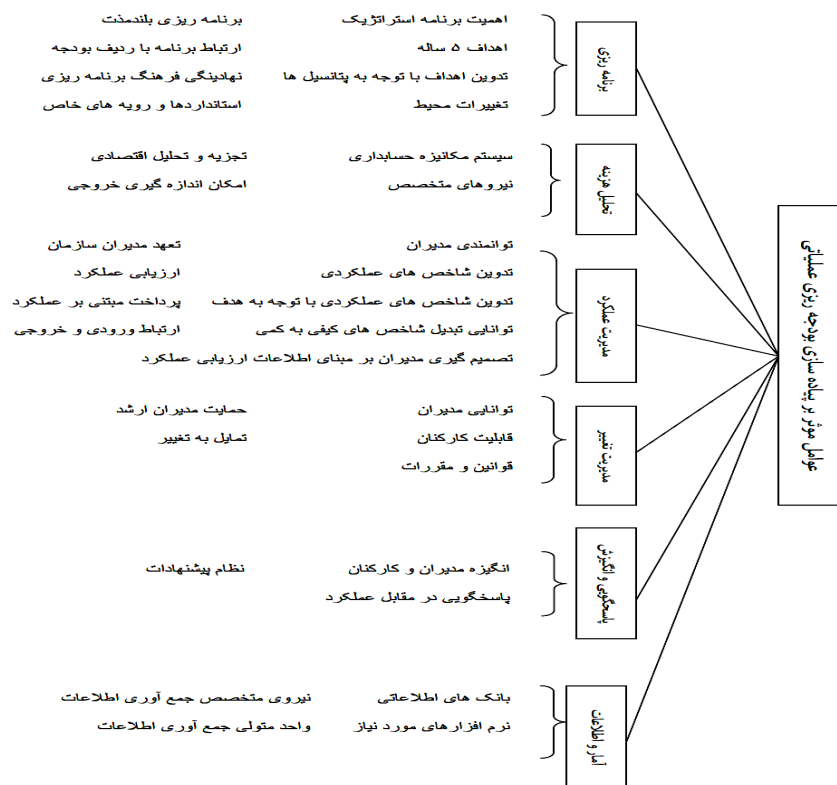 عوامل موثر بر پیاده سازی بودجه ریزی عملیاتی
برنامه ریزی
اهمیت برنامه استراتژیک
برنامه ریزی بلندمذت
اهداف ۵ ساله
ارتباط برنامه با ردیف بودجه
تدوین اهداف با توجه به پتانسیل ها
نهادینگی فرهنگ برنامه ریزی
تغییرات محیط
استانداردها و رویه های خاص
تحلیل هزینه
سیستم مکانیزه حسابداری
تجزیه و تحلیل اقتصادی
نیروهای متخصص
امکان اندازه گیری خروجی
مدیریت عملکرد
توانمندی مدیران
تعهد مدیران سازمان
تدوین شاخص های عملکردی
ارزیابی عملکرد
تدوین شاخص های عملکردی با توجه به هدف
پرداخت مبتنی بر عملکرد
توانایی تبدیل شاخص های کیفی به کمی
ارتباط ورودی و خروجی
تصمیم گیری مدیران بر مبنای اطلاعات ارزیابی عملکرد
مدیریت تغییر
توانایی مدیران
حمایت مدیران ارشد
قابلیت کارکنان
تمایل به تغییر
قوانین و مقررات
پاسخگویی و انگیزش
انگیزه مدیران و کارکنان
نظام پیشنهادات
پاسخگویی در مقابل عملکرد
آمار و اطلاعات
بانک های اطلاعاتی
نیروی متخصص جمع آوری اطلاعات
نرم افزارهای مورد نیاز
واحد متولی جمع آوری اطلاعات